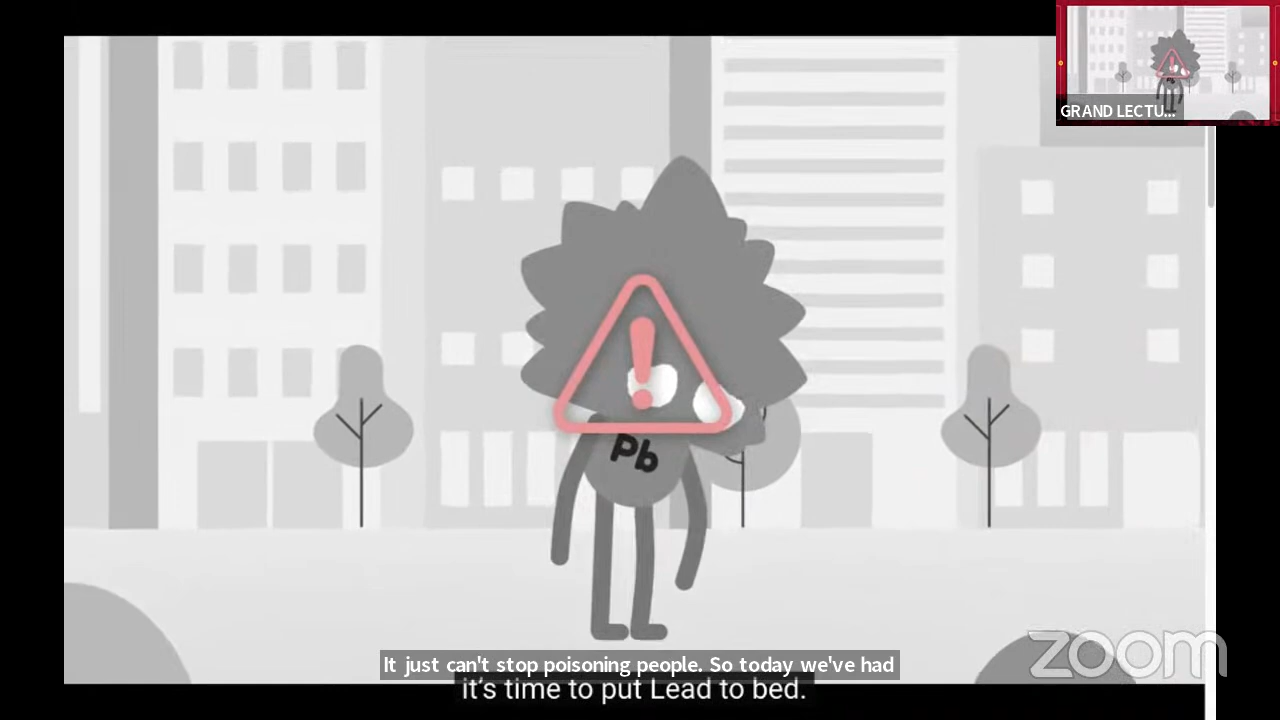 GRAND LECTU...
Pb
It just can't stop poisoning people. So today we've had
it's time to put Lead to bed.
zoom